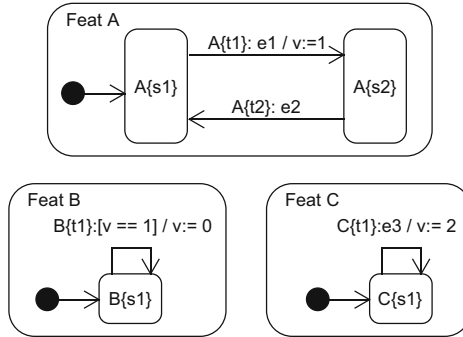 Feat A
A{t1}: e1 / v:=1
A{s1}
A{s2}
A{t2}: e2
Feat B
B{t1}:[v == 1] / v:= 0
B{s1}
Feat C
C{t1}:e3 / v:= 2
C{s1}